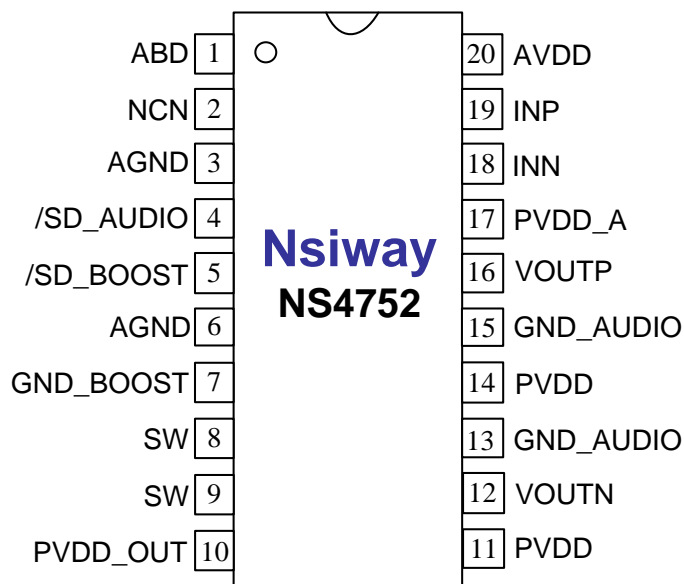 ABD 1 20 AVDD
NCN 2 19 INP
AGND 3 18 INN
/SD_AUDIO 4 17 PVDD_A
/SD_BOOST 5 Nsiway 16 VOUTP
AGND 6 NS4752 15 GND_AUDIO
GND_BOOST 7 14 PVDD
SW 8 13 GND_AUDIO
SW 9 12 VOUTN
PVDD_OUT 10 11 PVDD